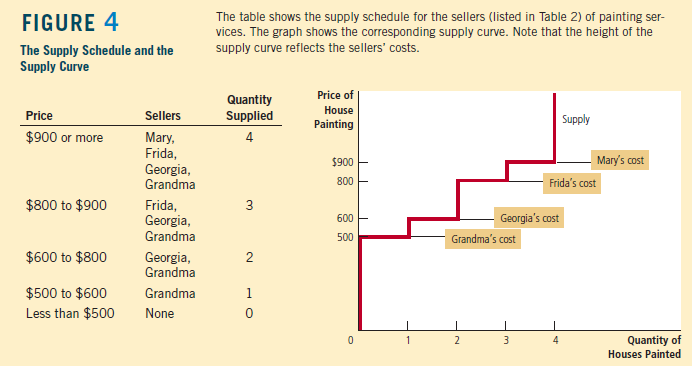 FIGURE 4
The Supply Schedule and the
Supply Curve
The table shows the supply schedule for the sellers (listed in Table 2) of painting ser-
vices. The graph shows the corresponding supply curve. Note that the height of the
supply curve reflects the sellers' costs.
Quantity
Price Sellers Supplied
$900 or more Mary, 4
Frida,
Georgia,
Grandma
$800 to $900 Frida, 3
Georgia,
Grandma
$600 to $800 Georgia, 2
Grandma
$500 to $600 Grandma 1
Less than $500 None 0
Price of
House
Painting
Supply
$900
Mary's cost
800
Frida's cost
600
Georgia's cost
500
Grandma's cost
0 1 2 3 4 Quantity of
Houses Painted